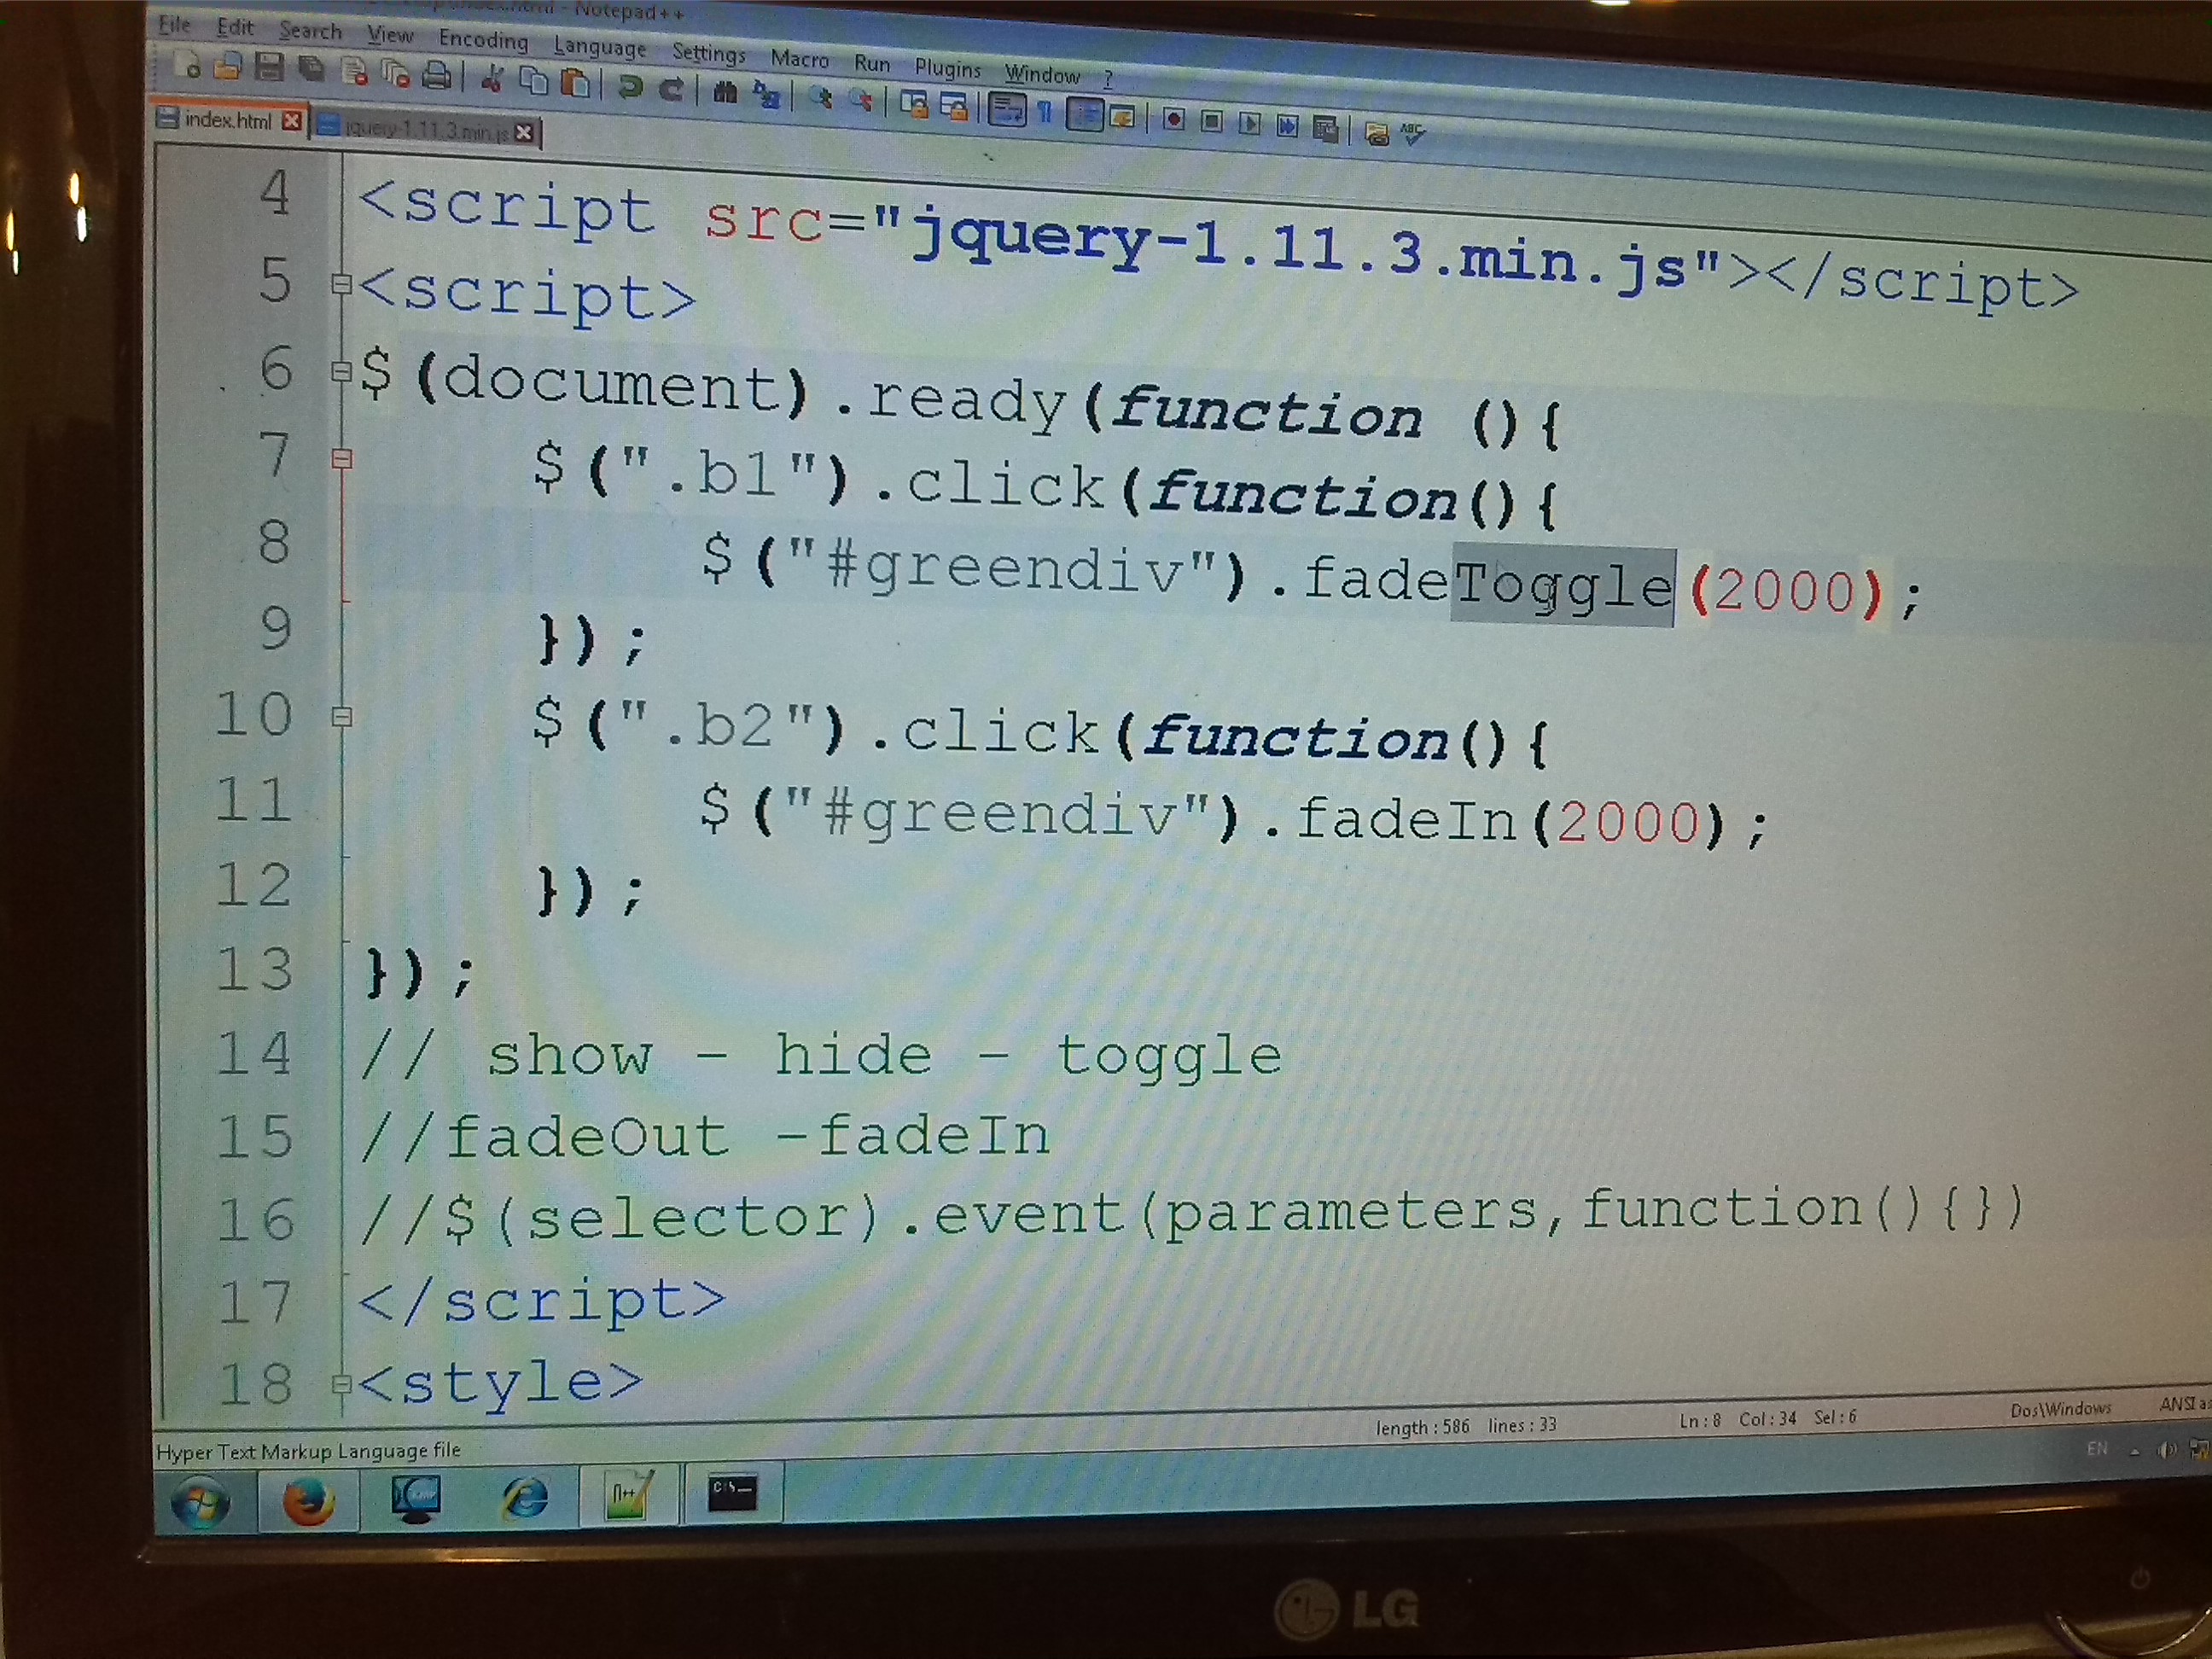 Notepad++
File Edit Search View Encoding Language Settings Macro Run Plugins Window ?
index.html jquery-1.11.3.min.js
4 <script src="jquery-1.11.3.min.js"></script>
5 <script>
6 $(document).ready(function (){
7 $(".b1").click(function(){
8 $("#greendiv").fadeToggle(2000);
9 });
10 $(".b2").click(function(){
11 $("#greendiv").fadeIn(2000);
12 });
13 });
14 // show - hide - toggle
15 //fadeOut -fadeIn
16 //$(selector).event(parameters,function(){})
17 </script>
18 <style>
Hyper Text Markup Language file length : 586 lines : 33 Ln : 8 Col : 34 Sel : 6 Dos\Windows ANSI as
EN
LG